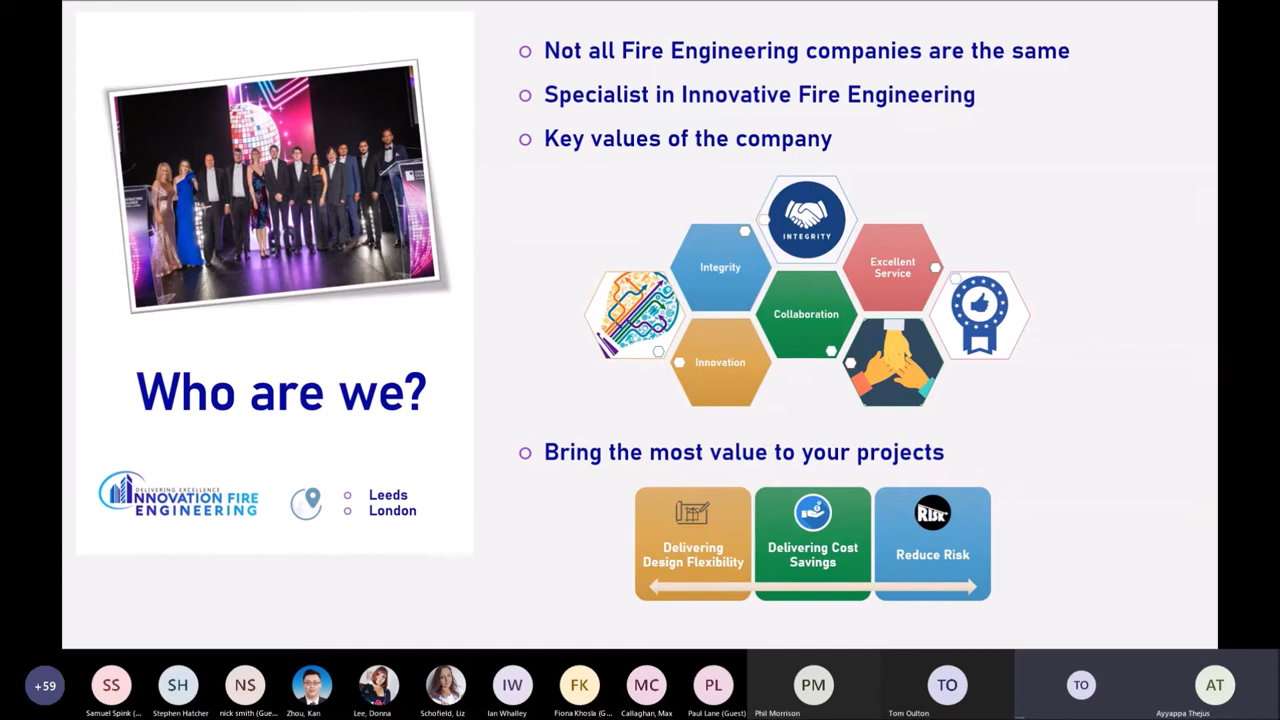 Not all Fire Engineering companies are the same
Specialist in Innovative Fire Engineering
Key values of the company
INTEGRITY
Integrity
Excellent
Service
Collaboration
Innovation
Who are we?
DELIVERING EXCELLENCE
INNOVATION FIRE
ENGINEERING
Leeds
London
Bring the most value to your projects
RISK
Delivering
Design Flexibility
Delivering Cost
Savings
Reduce Risk
+59
SS
SH
NS
IW
FK
MC
PL
PM
TO
TO
AT
Samuel Spink (...
Stephen Hatcher
nick smith (Gue...
Zhou, Kan
Lee, Donna
Schofield, Liz
Ian Whalley
Fiona Khosla (G...
Callaghan, Max
Paul Lane (Guest)
Phil Morrison
Tom Oulton
Ayyappa Thejus